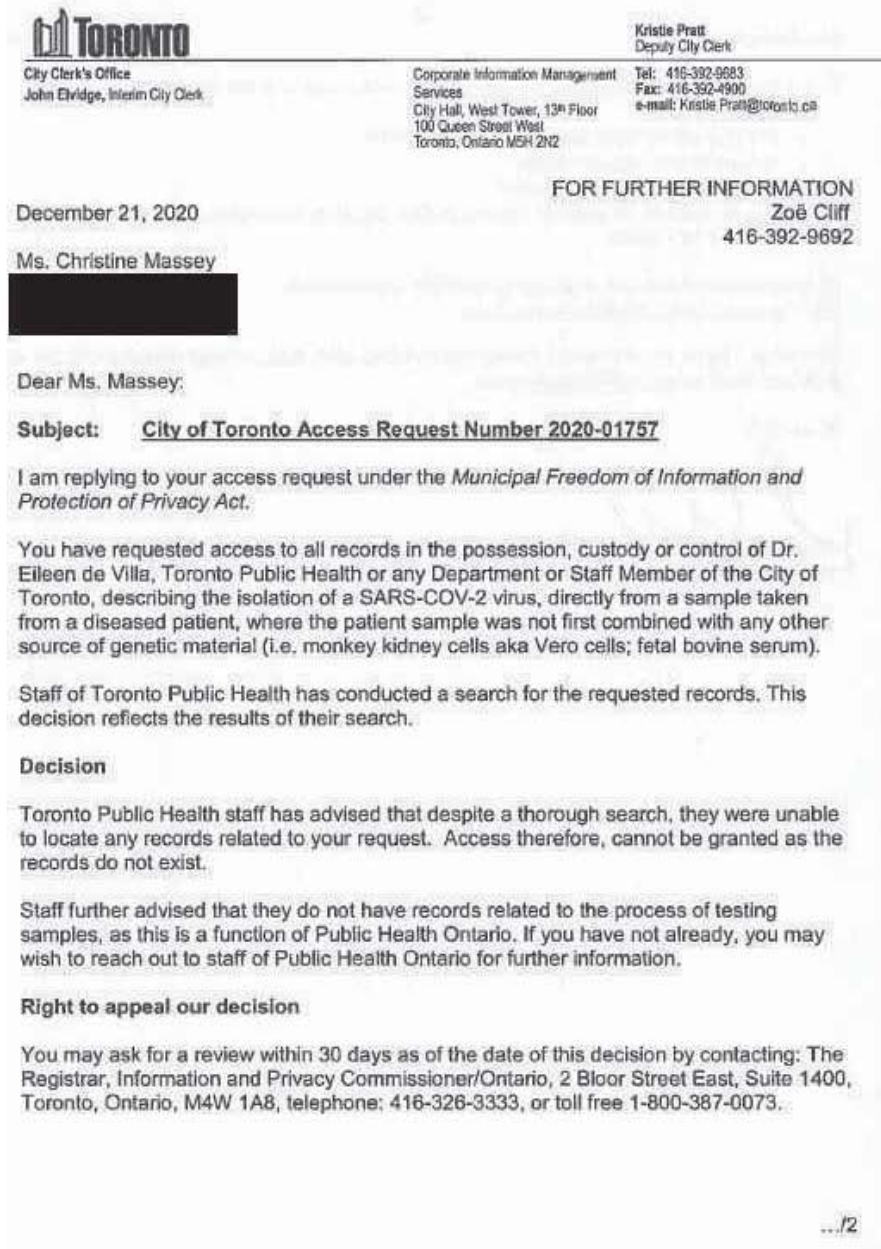 TORONTO
City Clerk's Office
John Elvidge, Interim City Clerk
Corporate Information Management
Services
City Hall, West Tower, 13th Floor
100 Queen Street West
Toronto, Ontario M5H 2N2
Kristie Pratt
Deputy City Clerk
Tel: 416-392-9683
Fax: 416-392-4900
e-mail: Kristie Pratt@toronto.ca
FOR FURTHER INFORMATION
Zoë Cliff
416-392-9692
December 21, 2020
Ms. Christine Massey
Dear Ms. Massey:
Subject: City of Toronto Access Request Number 2020-01757
I am replying to your access request under the Municipal Freedom of Information and
Protection of Privacy Act.
You have requested access to all records in the possession, custody or control of Dr.
Eileen de Villa, Toronto Public Health or any Department or Staff Member of the City of
Toronto, describing the isolation of a SARS-COV-2 virus, directly from a sample taken
from a diseased patient, where the patient sample was not first combined with any other
source of genetic material (i.e. monkey kidney cells aka Vero cells; fetal bovine serum).
Staff of Toronto Public Health has conducted a search for the requested records. This
decision reflects the results of their search.
Decision
Toronto Public Health staff has advised that despite a thorough search, they were unable
to locate any records related to your request. Access therefore, cannot be granted as the
records do not exist.
Staff further advised that they do not have records related to the process of testing
samples, as this is a function of Public Health Ontario. If you have not already, you may
wish to reach out to staff of Public Health Ontario for further information.
Right to appeal our decision
You may ask for a review within 30 days as of the date of this decision by contacting: The
Registrar, Information and Privacy Commissioner/Ontario, 2 Bloor Street East, Suite 1400,
Toronto, Ontario, M4W 1A8, telephone: 416-326-3333, or toll free 1-800-387-0073.
.../2